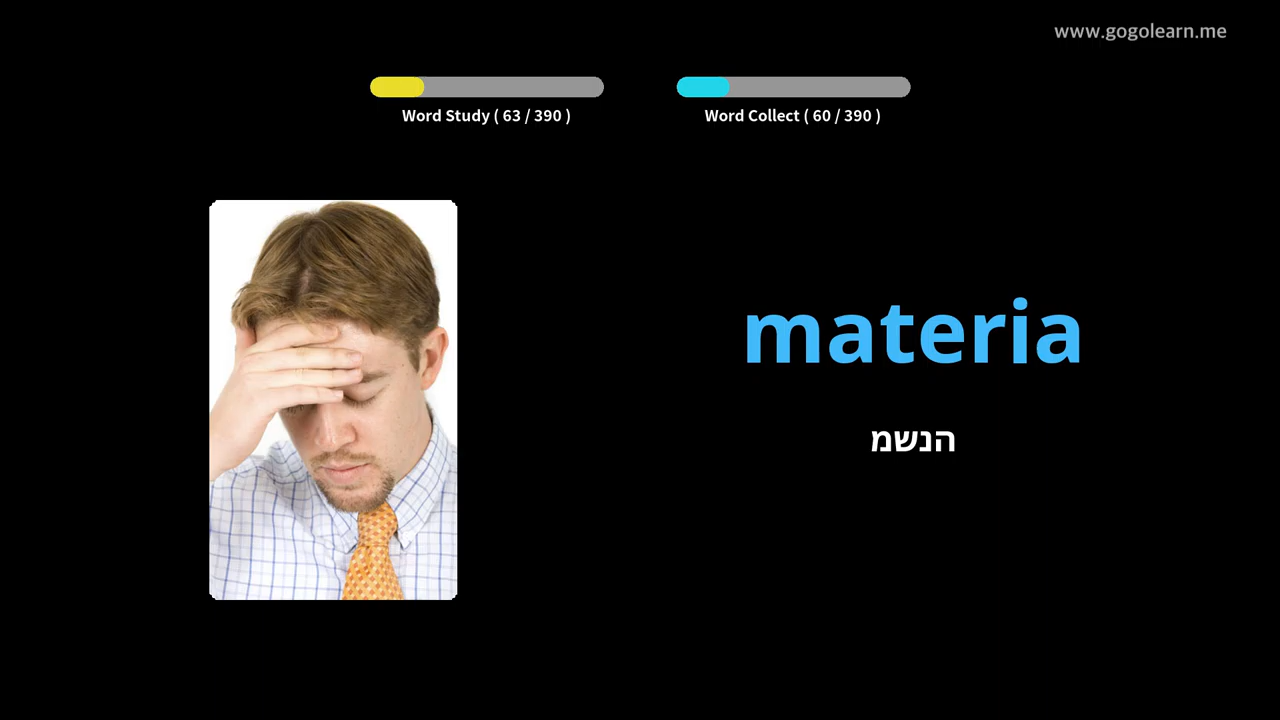 www.gogolearn.me
Word Study ( 63 / 390 )
Word Collect ( 60 / 390 )
materia
הנשמ